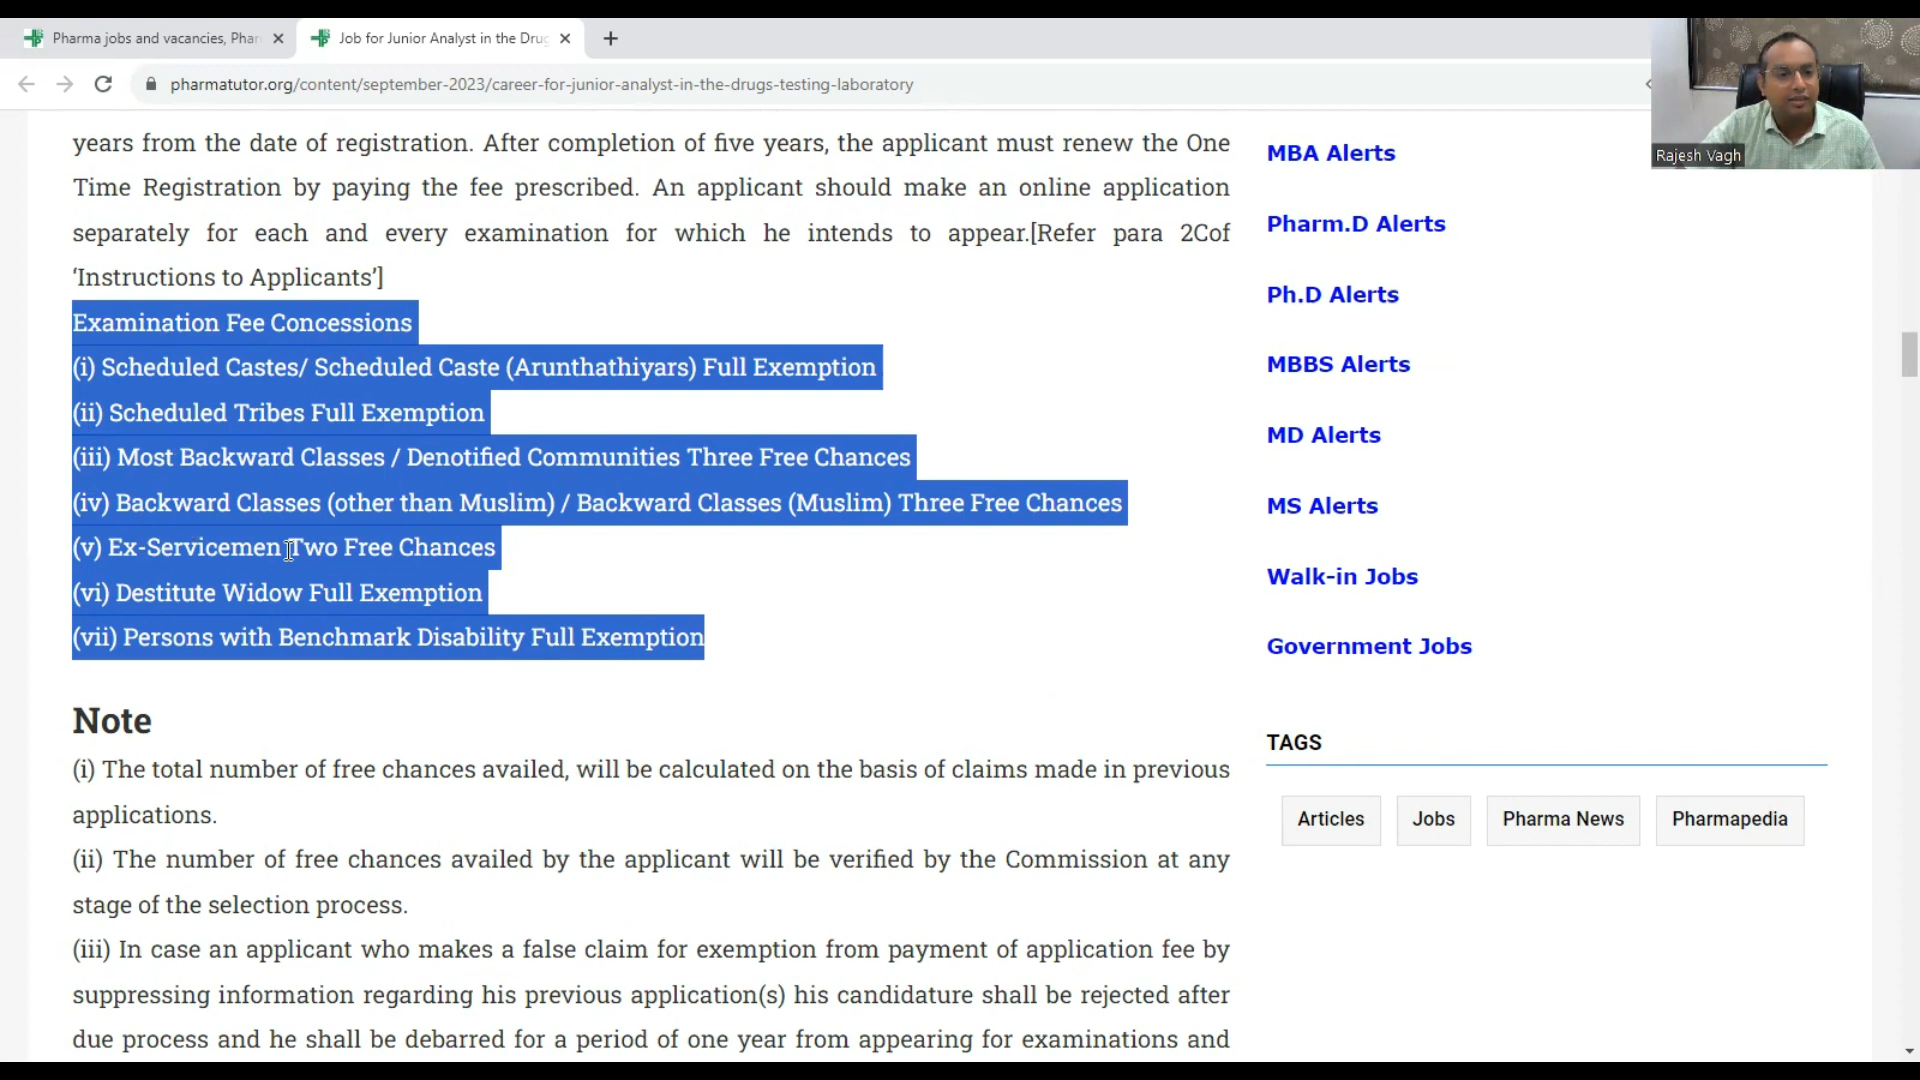 Pharma jobs and vacancies, Phar
Job for Junior Analyst in the Dru
pharmatutor.org/content/september-2023/career-for-junior-analyst-in-the-drugs-testing-laboratory
Rajesh Vagh
years from the date of registration. After completion of five years, the applicant must renew the One
Time Registration by paying the fee prescribed. An applicant should make an online application
separately for each and every examination for which he intends to appear.[Refer para 2Cof
‘Instructions to Applicants’]
Examination Fee Concessions
(i) Scheduled Castes/ Scheduled Caste (Arunthathiyars) Full Exemption
(ii) Scheduled Tribes Full Exemption
(iii) Most Backward Classes / Denotified Communities Three Free Chances
(iv) Backward Classes (other than Muslim) / Backward Classes (Muslim) Three Free Chances
(v) Ex-Servicemen Two Free Chances
(vi) Destitute Widow Full Exemption
(vii) Persons with Benchmark Disability Full Exemption
Note
(i) The total number of free chances availed, will be calculated on the basis of claims made in previous
applications.
(ii) The number of free chances availed by the applicant will be verified by the Commission at any
stage of the selection process.
(iii) In case an applicant who makes a false claim for exemption from payment of application fee by
suppressing information regarding his previous application(s) his candidature shall be rejected after
due process and he shall be debarred for a period of one year from appearing for examinations and
MBA Alerts
Pharm.D Alerts
Ph.D Alerts
MBBS Alerts
MD Alerts
MS Alerts
Walk-in Jobs
Government Jobs
TAGS
Articles
Jobs
Pharma News
Pharmapedia